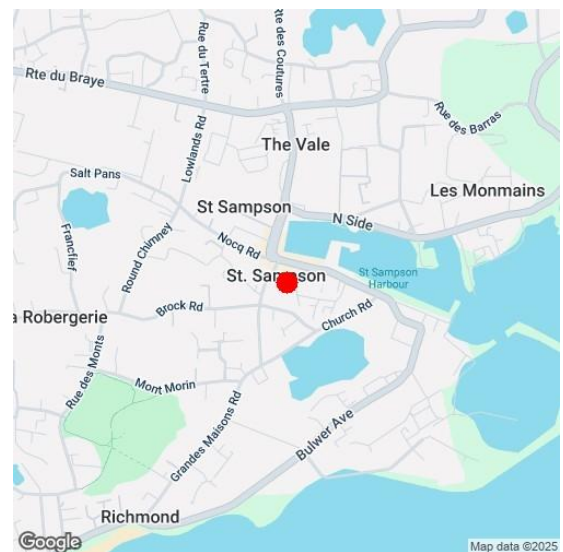 Rue du Tertre
Rte des Coutures
Rte du Braye
Rue des Barras
The Vale
Lowlands Rd
Salt Pans
Les Monmains
St Sampson
N Side
Francfief
Round Chimney
Nocq Rd
St. Sampson
St Sampson
Harbour
Brock Rd
Church Rd
a Robergerie
Rue des Monts
Mont Morin
Grandes Maisons Rd
Bulwer Ave
Richmond
Google
Map data ©2025